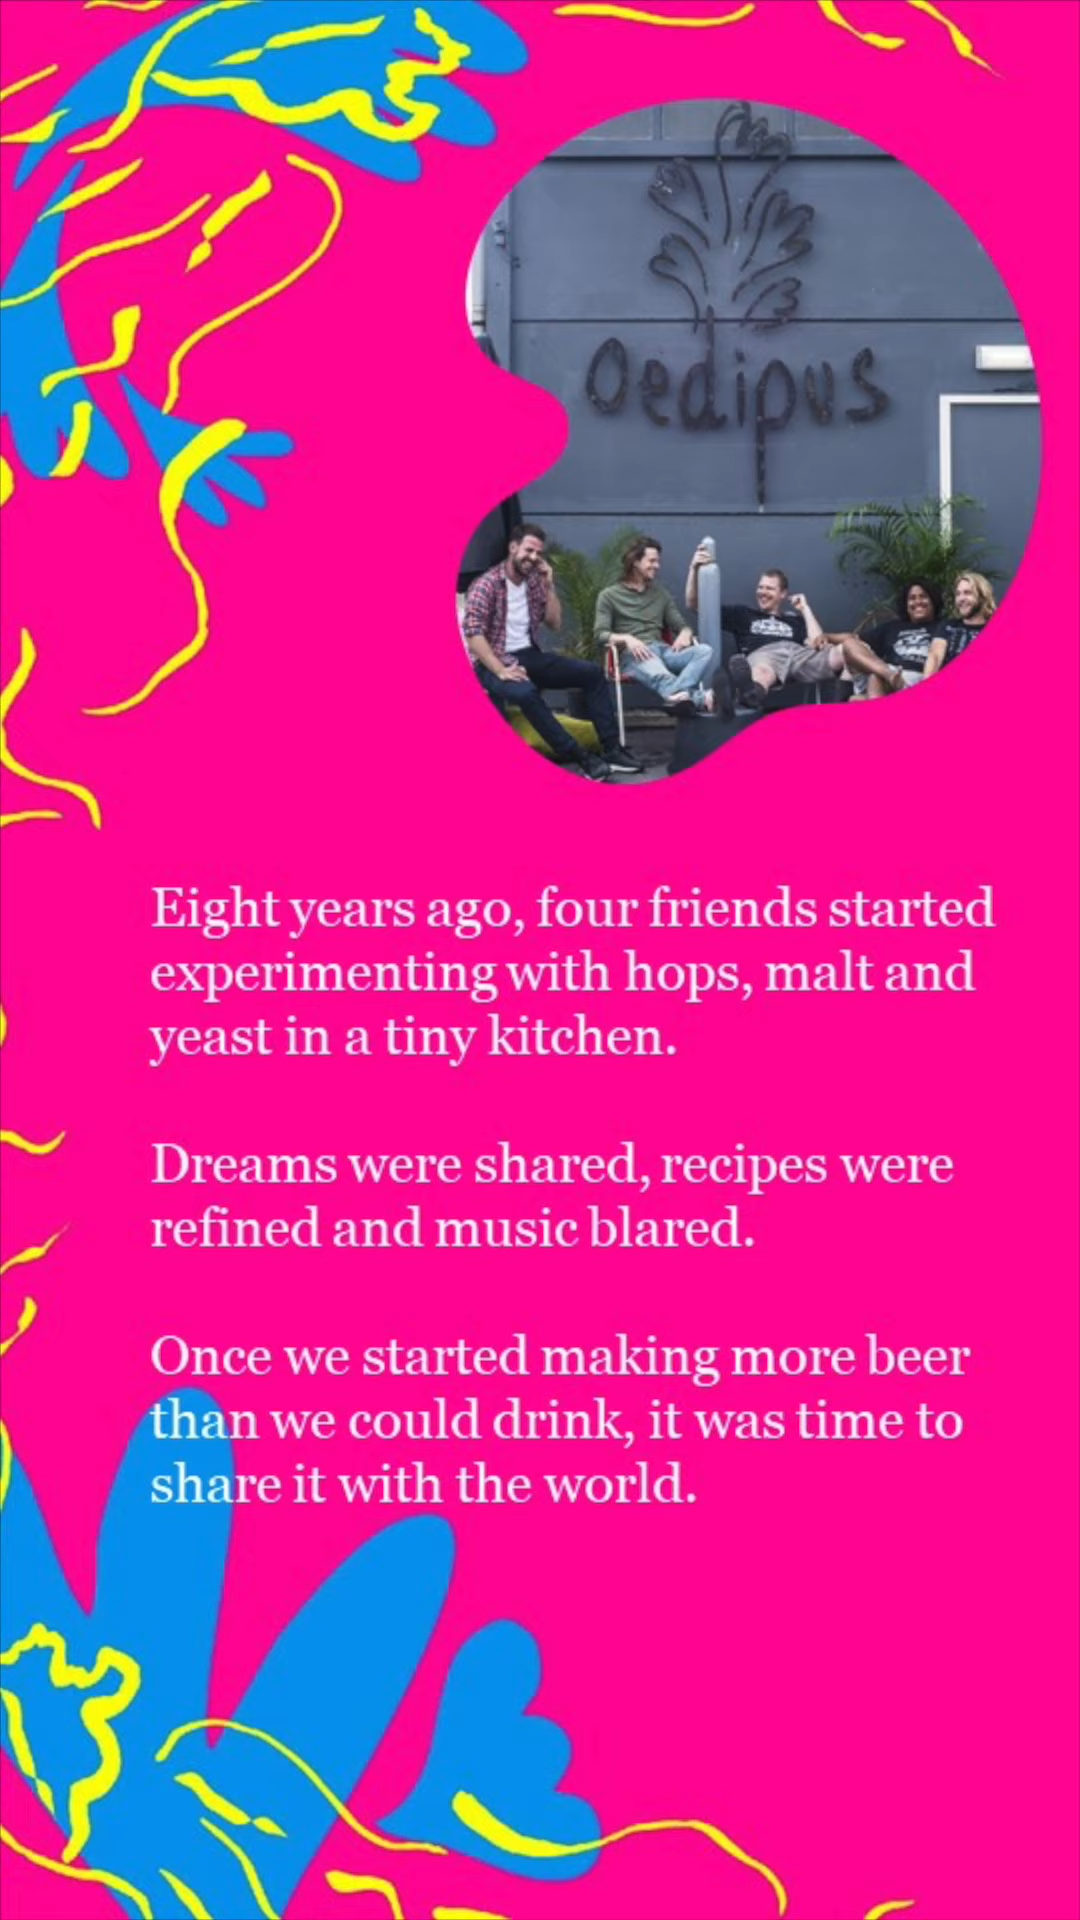 Oedipus
Eight years ago, four friends started
experimenting with hops, malt and
yeast in a tiny kitchen.
Dreams were shared, recipes were
refined and music blared.
Once we started making more beer
than we could drink, it was time to
share it with the world.